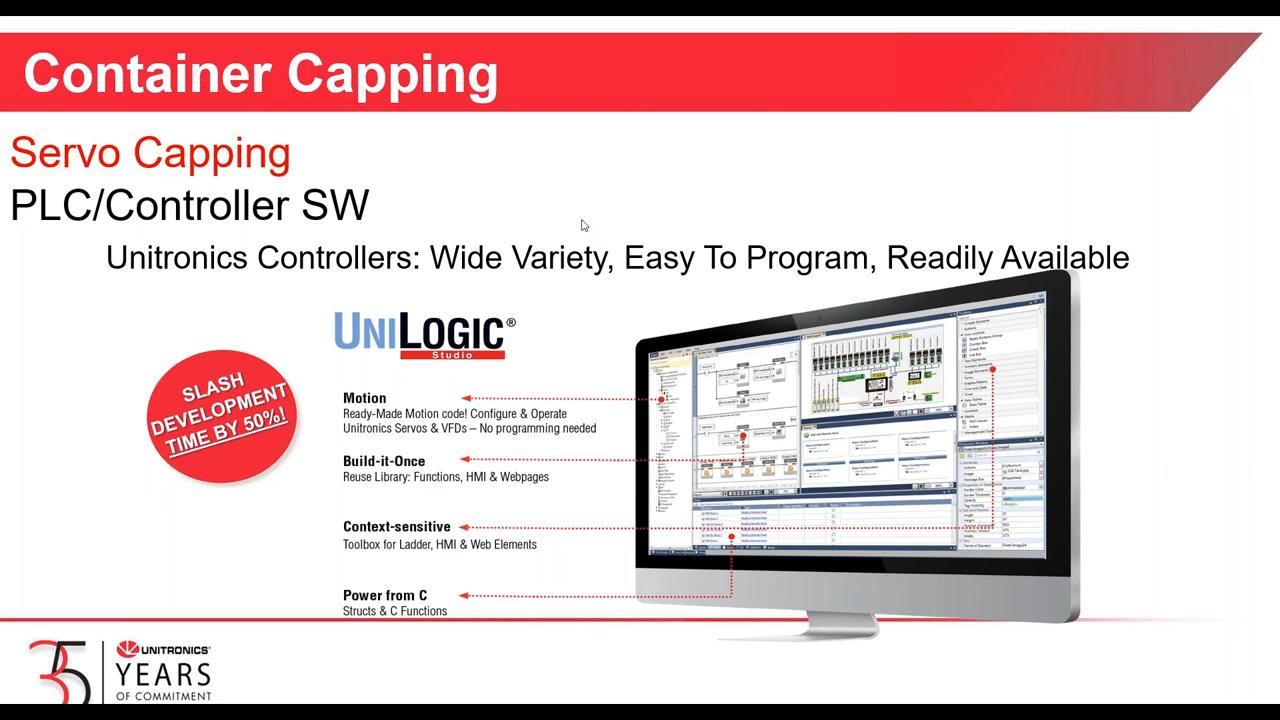 Container Capping
Servo Capping
PLC/Controller SW
Unitronics Controllers: Wide Variety, Easy To Program, Readily Available
UNILOGIC®
Studio
SLASH
DEVELOPMENT
TIME BY 50%!
Motion
Ready-Made Motion code! Configure & Operate
Unitronics Servos & VFDs – No programming needed
Build-it-Once
Reuse Library: Functions, HMI & Webpages
Context-sensitive
Toolbox for Ladder, HMI & Web Elements
Power from C
Structs & C Functions
35
UNITRONICS®
YEARS
OF COMMITMENT